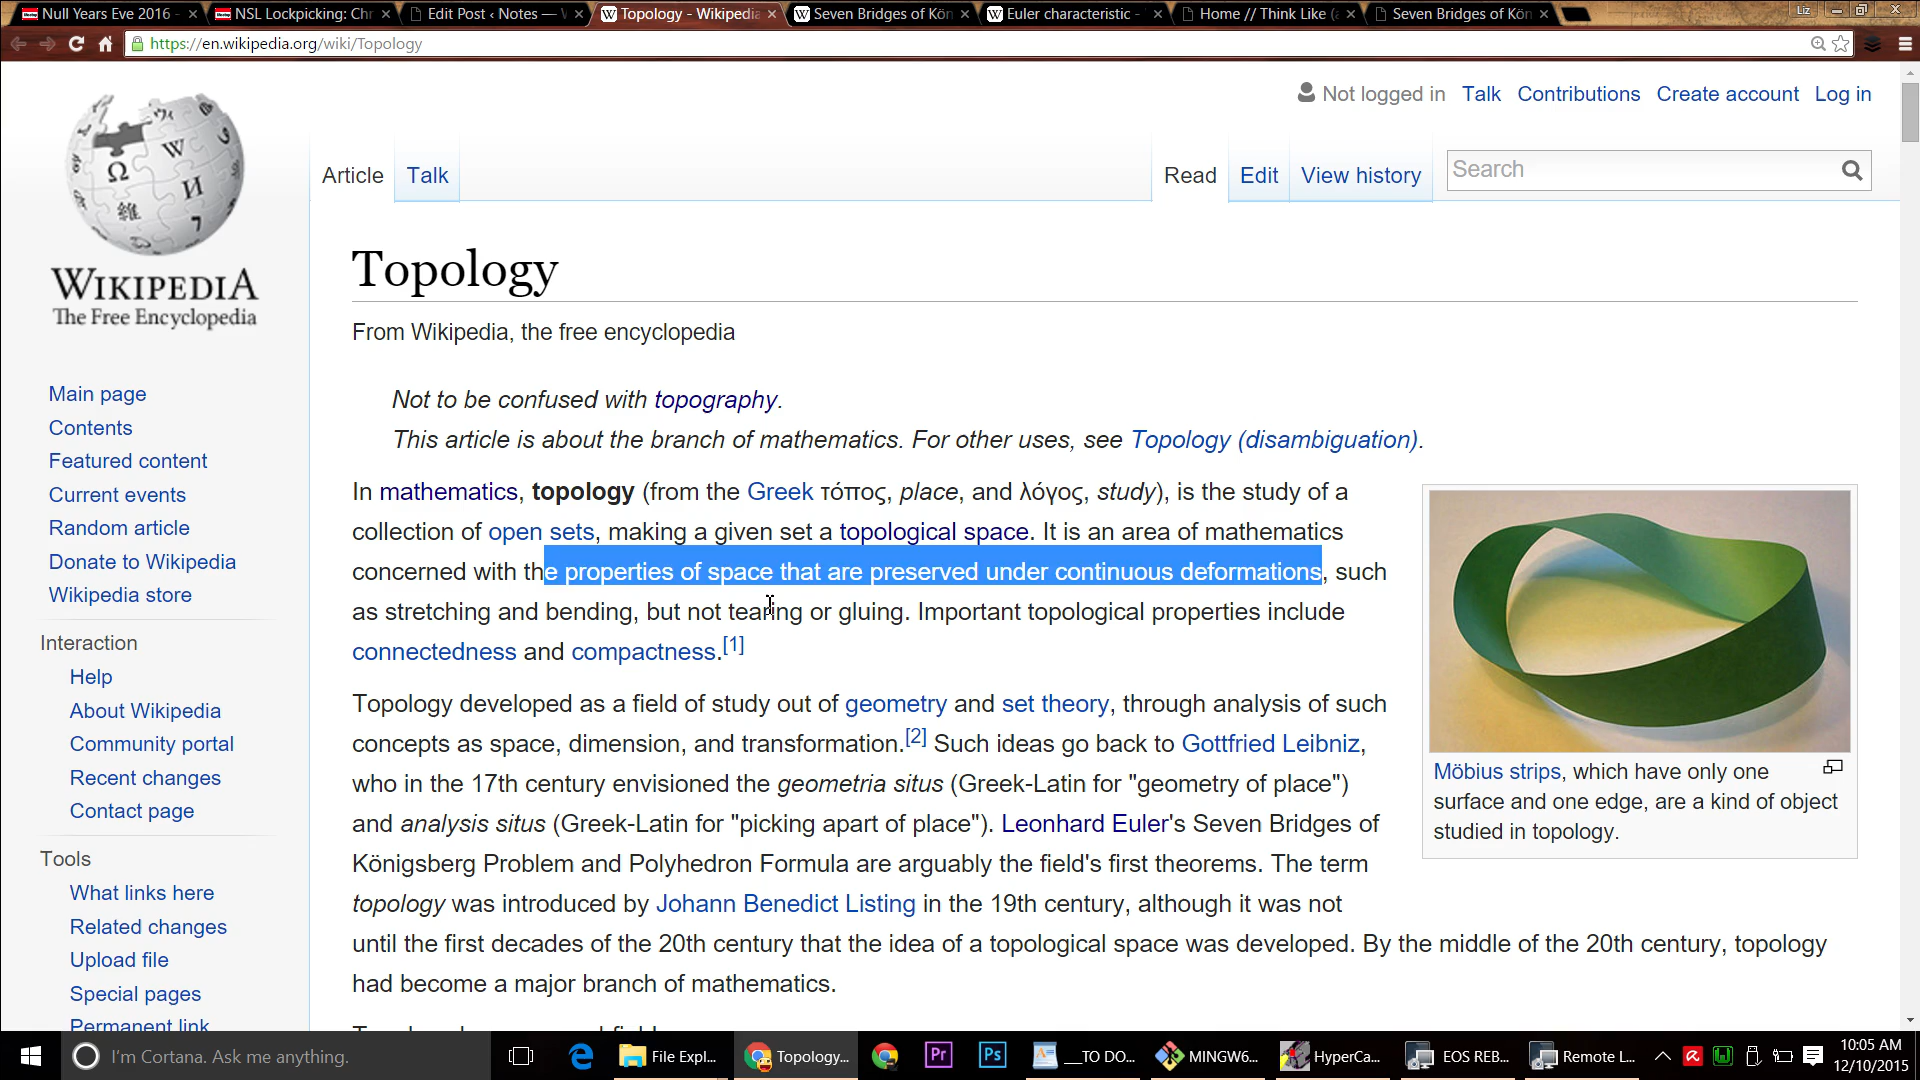 Null Years Eve 2016 -
NSL Lockpicking: Ch
Edit Post ‹ Notes —
Topology - Wikipedia
Seven Bridges of Kön
Euler characteristic -
Home // Think Like (
Seven Bridges of Kön
Liz
https://en.wikipedia.org/wiki/Topology
Not logged in Talk Contributions Create account Log in
Article Talk Read Edit View history Search
WIKIPEDIA
The Free Encyclopedia
Main page
Contents
Featured content
Current events
Random article
Donate to Wikipedia
Wikipedia store
Interaction
Help
About Wikipedia
Community portal
Recent changes
Contact page
Tools
What links here
Related changes
Upload file
Special pages
Permanent link
Topology
From Wikipedia, the free encyclopedia
Not to be confused with topography.
This article is about the branch of mathematics. For other uses, see Topology (disambiguation).
In mathematics, topology (from the Greek τόπος, place, and λόγος, study), is the study of a
collection of open sets, making a given set a topological space. It is an area of mathematics
concerned with the properties of space that are preserved under continuous deformations, such
as stretching and bending, but not tearing or gluing. Important topological properties include
connectedness and compactness.[1]
Topology developed as a field of study out of geometry and set theory, through analysis of such
concepts as space, dimension, and transformation.[2] Such ideas go back to Gottfried Leibniz,
who in the 17th century envisioned the geometria situs (Greek-Latin for "geometry of place")
and analysis situs (Greek-Latin for "picking apart of place"). Leonhard Euler's Seven Bridges of
Königsberg Problem and Polyhedron Formula are arguably the field's first theorems. The term
topology was introduced by Johann Benedict Listing in the 19th century, although it was not
until the first decades of the 20th century that the idea of a topological space was developed. By the middle of the 20th century, topology
had become a major branch of mathematics.
Möbius strips, which have only one
surface and one edge, are a kind of object
studied in topology.
I'm Cortana. Ask me anything.
File Expl...
Topology...
Pr
Ps
__TO DO...
MINGW6...
HyperCa...
EOS REB...
Remote L...
10:05 AM
12/10/2015